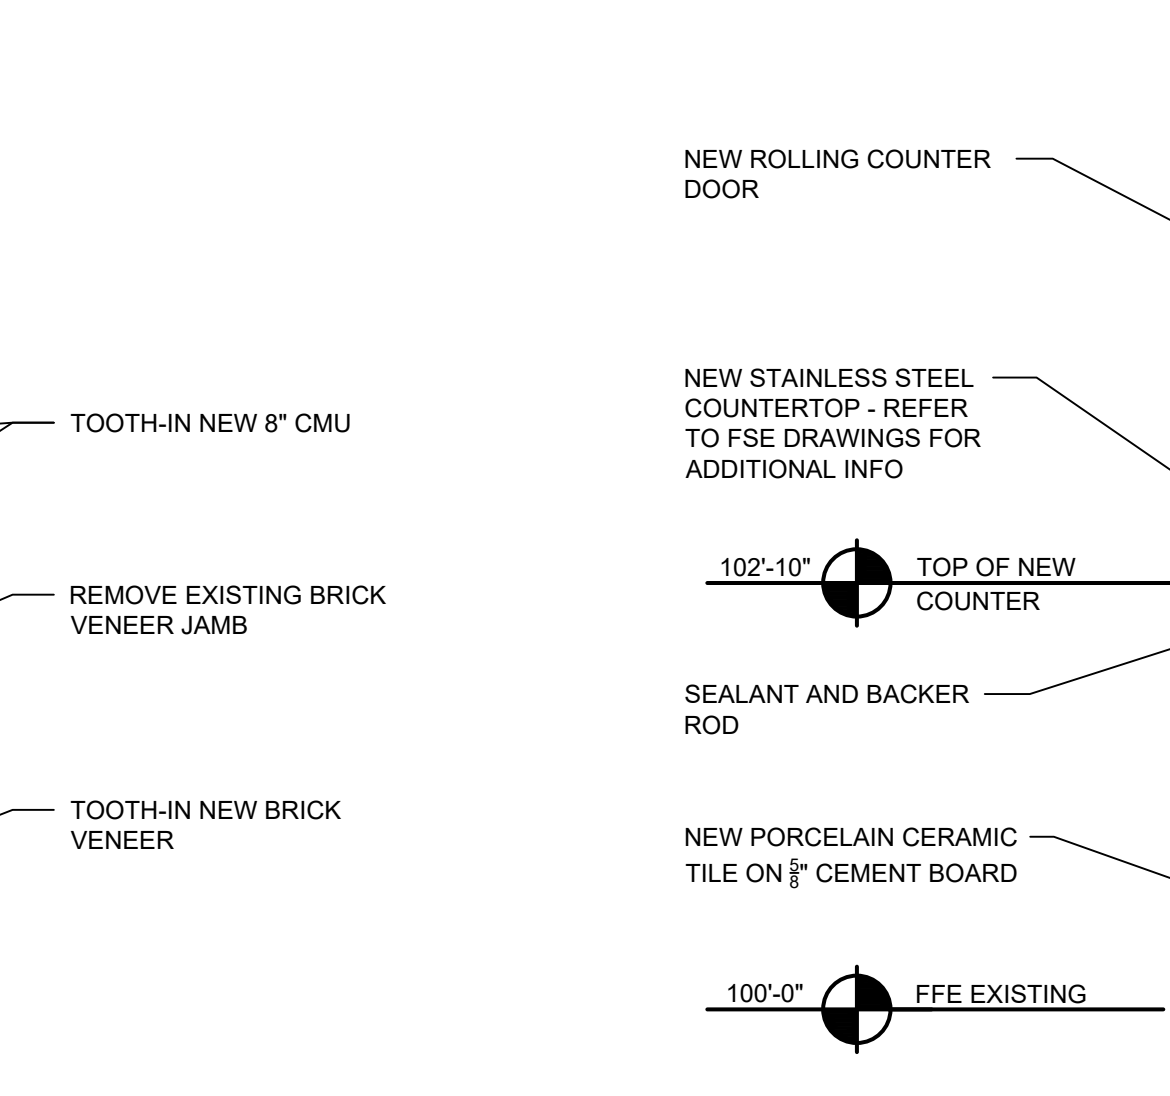 TOOTH-IN NEW 8" CMU
REMOVE EXISTING BRICK
VENEER JAMB
TOOTH-IN NEW BRICK
VENEER
NEW ROLLING COUNTER
DOOR
NEW STAINLESS STEEL
COUNTERTOP - REFER
TO FSE DRAWINGS FOR
ADDITIONAL INFO
102'-10" TOP OF NEW
COUNTER
SEALANT AND BACKER
ROD
NEW PORCELAIN CERAMIC
TILE ON 5/8" CEMENT BOARD
100'-0" FFE EXISTING